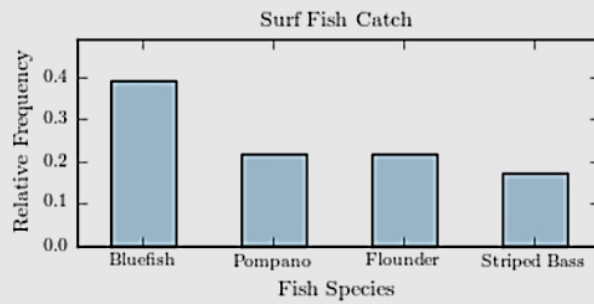 Surf Fish Catch
Relative Frequency
0.4
0.3
0.2
0.1
0.0
Bluefish Pompano Flounder Striped Bass
Fish Species